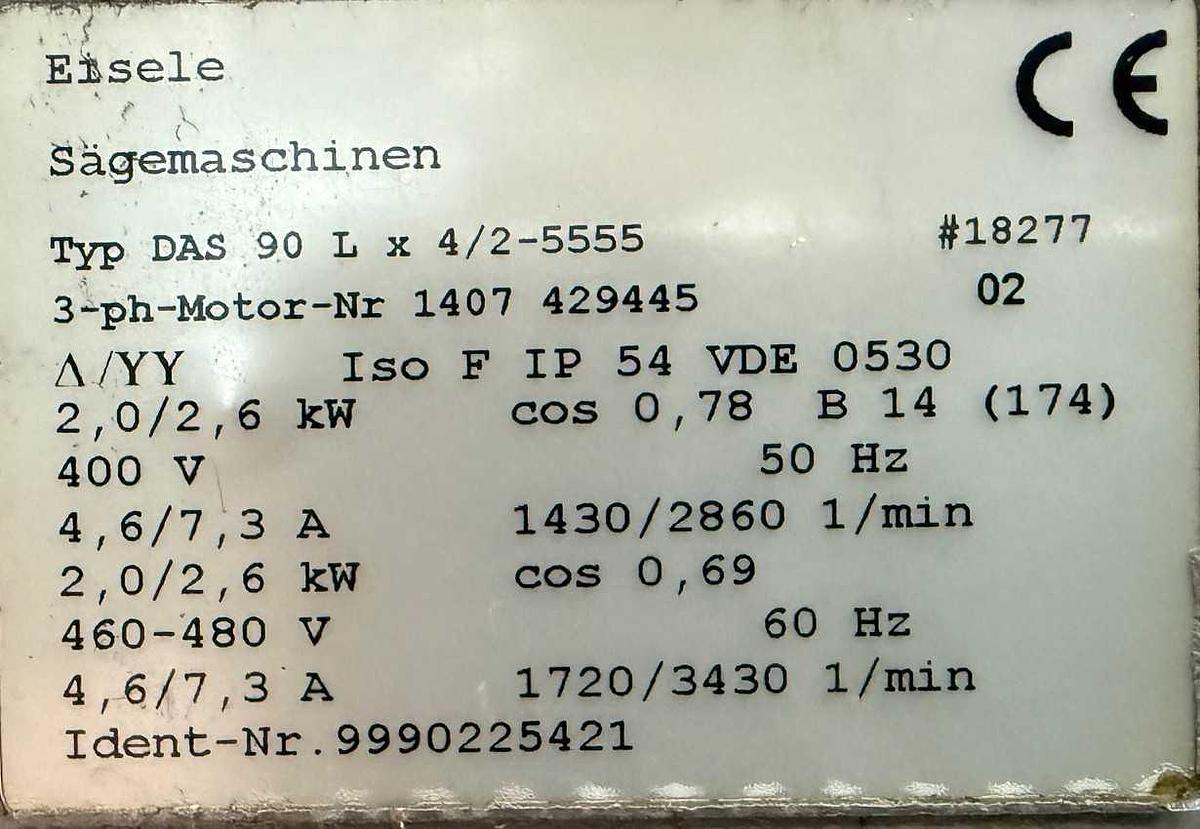 Eisele
CE
Sägemaschinen
Typ DAS 90 L x 4/2-5555 #18277
3-ph-Motor-Nr 1407 429445 02
Δ/YY Iso F IP 54 VDE 0530
2,0/2,6 kW cos 0,78 B 14 (174)
400 V 50 Hz
4,6/7,3 A 1430/2860 1/min
2,0/2,6 kW cos 0,69
460-480 V 60 Hz
4,6/7,3 A 1720/3430 1/min
Ident-Nr.9990225421